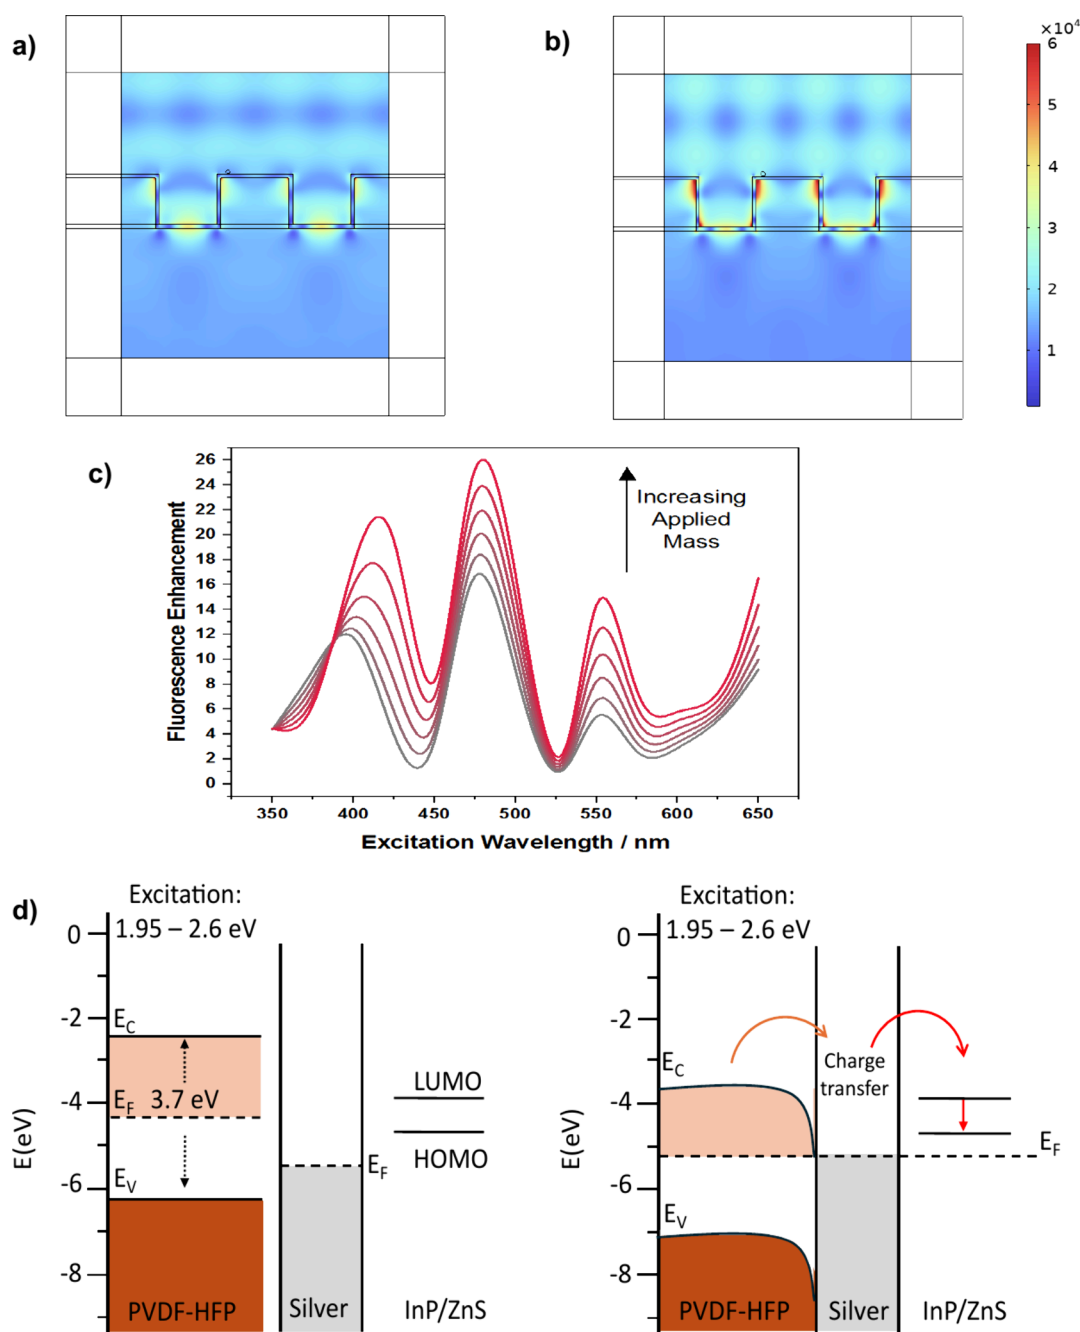 a)
b)
×10⁴
6
5
4
3
2
1
c)
26
24
22
20
18
16
14
12
10
8
6
4
2
0
Fluorescence Enhancement
Increasing
Applied
Mass
350
400
450
500
550
600
650
Excitation Wavelength / nm
d)
Excitation:
1.95 – 2.6 eV
0
-2
-4
-6
-8
E(eV)
E_C
E_F 3.7 eV
E_V
PVDF-HFP
E_F
Silver
LUMO
HOMO
InP/ZnS
Excitation:
1.95 – 2.6 eV
0
-2
-4
-6
-8
E(eV)
E_C
E_V
PVDF-HFP
Charge
transfer
Silver
E_F
InP/ZnS